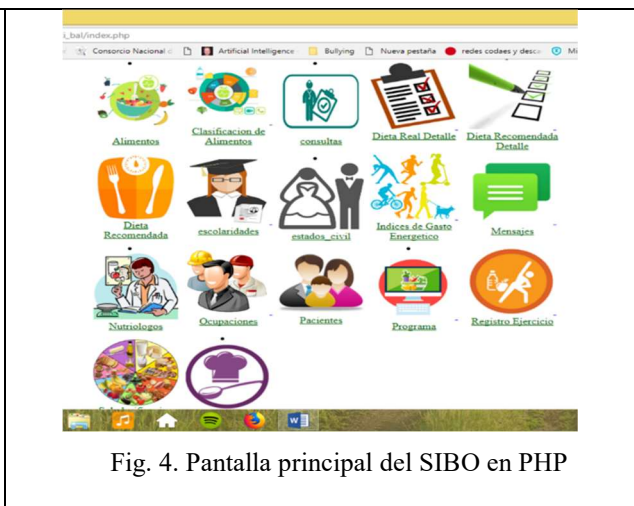 i_bal/index.php
Consorcio Nacional d
Artificial Intelligence
Bullying
Nueva pestaña
redes codaes y desca
Mi
Alimentos
Clasificacion de
Alimentos
consultas
Dieta Real Detalle
Dieta Recomendada
Detalle
Dieta
Recomendada
escolaridades
estados_civil
Indices de Gasto
Energetico
Mensajes
Nutriologos
Ocupaciones
Pacientes
Programa
Registro Ejercicio
Fig. 4. Pantalla principal del SIBO en PHP